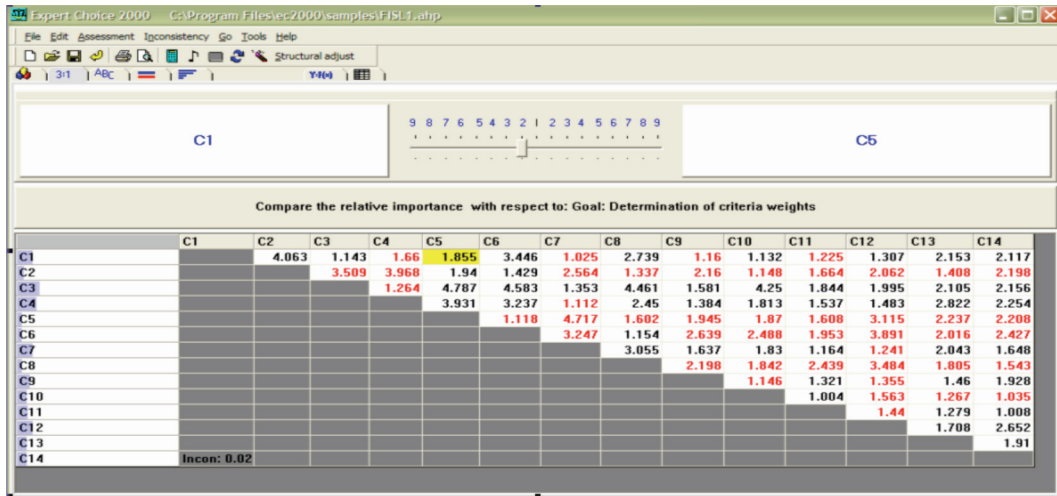 Expert Choice 2000 C:\Program Files\ec2000\samples\FISL1.ahp
File Edit Assessment Inconsistency Go Tools Help
Structural adjust
3:1 ABC Y=f(x)
9 8 7 6 5 4 3 2 1 2 3 4 5 6 7 8 9
C1 C5
Compare the relative importance with respect to: Goal: Determination of criteria weights
C1 C2 C3 C4 C5 C6 C7 C8 C9 C10 C11 C12 C13 C14
C1 4.063 1.143 1.66 1.855 3.446 1.025 2.739 1.16 1.132 1.225 1.307 2.153 2.117
C2 3.509 3.968 1.94 1.429 2.564 1.337 2.16 1.148 1.664 2.062 1.408 2.198
C3 1.264 4.787 4.583 1.353 4.461 1.581 4.25 1.844 1.995 2.105 2.156
C4 3.931 3.237 1.112 2.45 1.384 1.813 1.537 1.483 2.822 2.254
C5 1.118 4.717 1.602 1.945 1.87 1.608 3.115 2.237 2.208
C6 3.247 1.154 2.639 2.488 1.953 3.891 2.016 2.427
C7 3.055 1.637 1.83 1.164 1.241 2.043 1.648
C8 2.198 1.842 2.439 3.484 1.805 1.543
C9 1.146 1.321 1.355 1.46 1.928
C10 1.004 1.563 1.267 1.035
C11 1.44 1.279 1.008
C12 1.708 2.652
C13 1.91
C14 Incon: 0.02